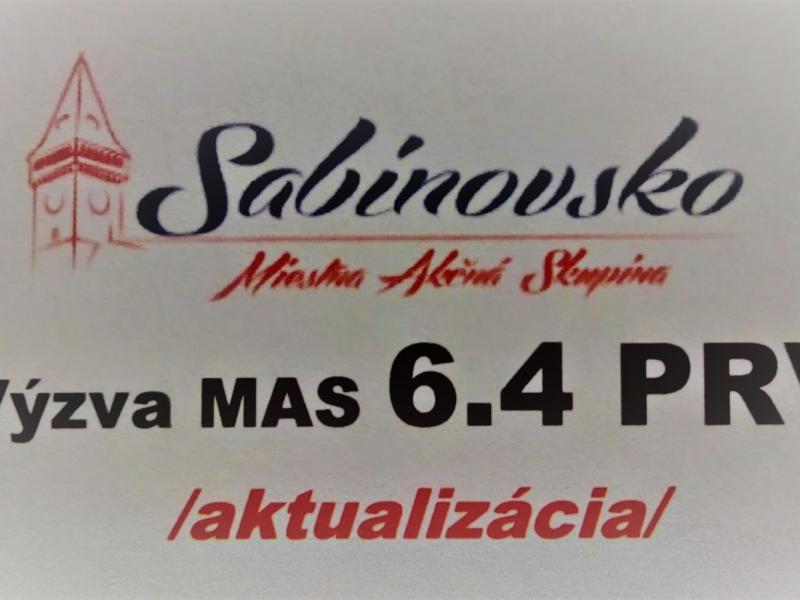 Sabinovsko
Miestna Akčná Skupina
Výzva MAS 6.4 PRV
/aktualizácia/